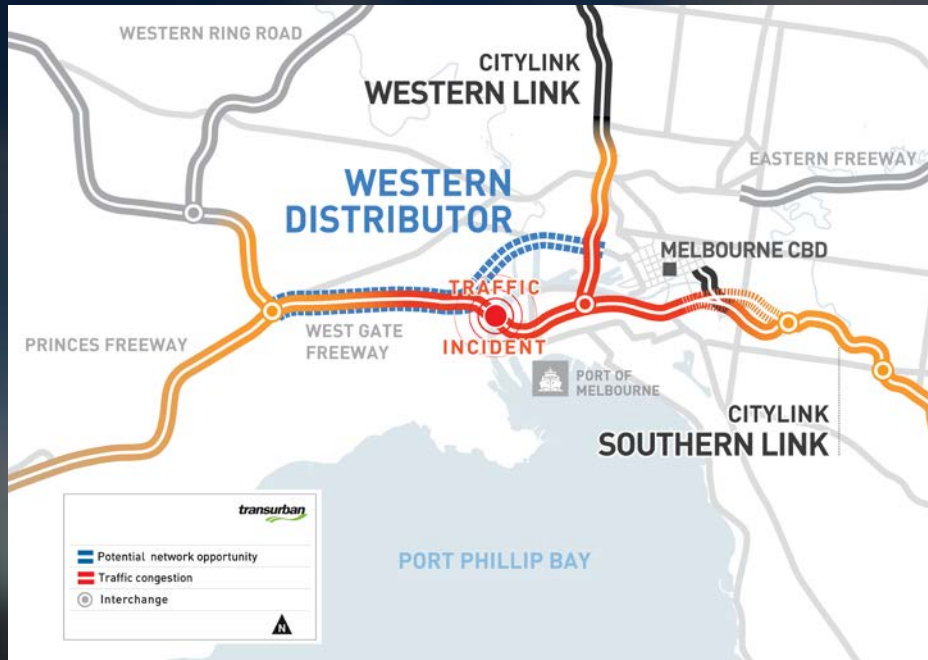 WESTERN RING ROAD
CITYLINK
WESTERN LINK
EASTERN FREEWAY
WESTERN
DISTRIBUTOR
MELBOURNE CBD
TRAFFIC
INCIDENT
WEST GATE
FREEWAY
PRINCES FREEWAY
PORT OF
MELBOURNE
CITYLINK
SOUTHERN LINK
PORT PHILLIP BAY
transurban
Potential network opportunity
Traffic congestion
Interchange
N